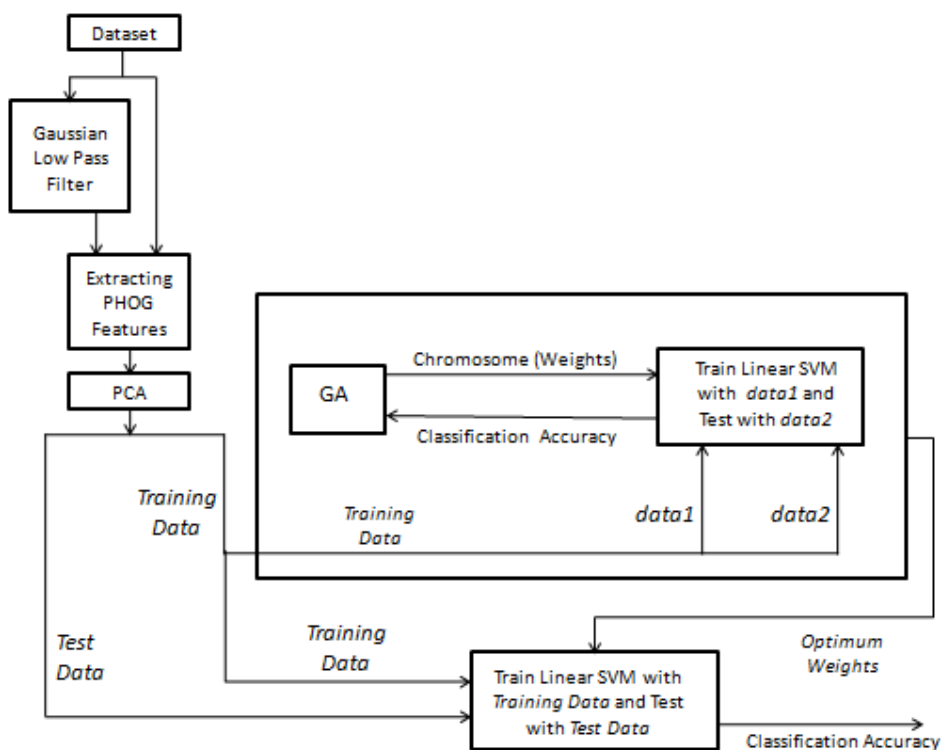 Dataset
Gaussian
Low Pass
Filter
Extracting
PHOG
Features
PCA
Chromosome (Weights)
GA
Classification Accuracy
Train Linear SVM
with data1 and
Test with data2
Training
Data
Training
Data
data1
data2
Test
Data
Training
Data
Optimum
Weights
Train Linear SVM with
Training Data and Test
with Test Data
Classification Accuracy